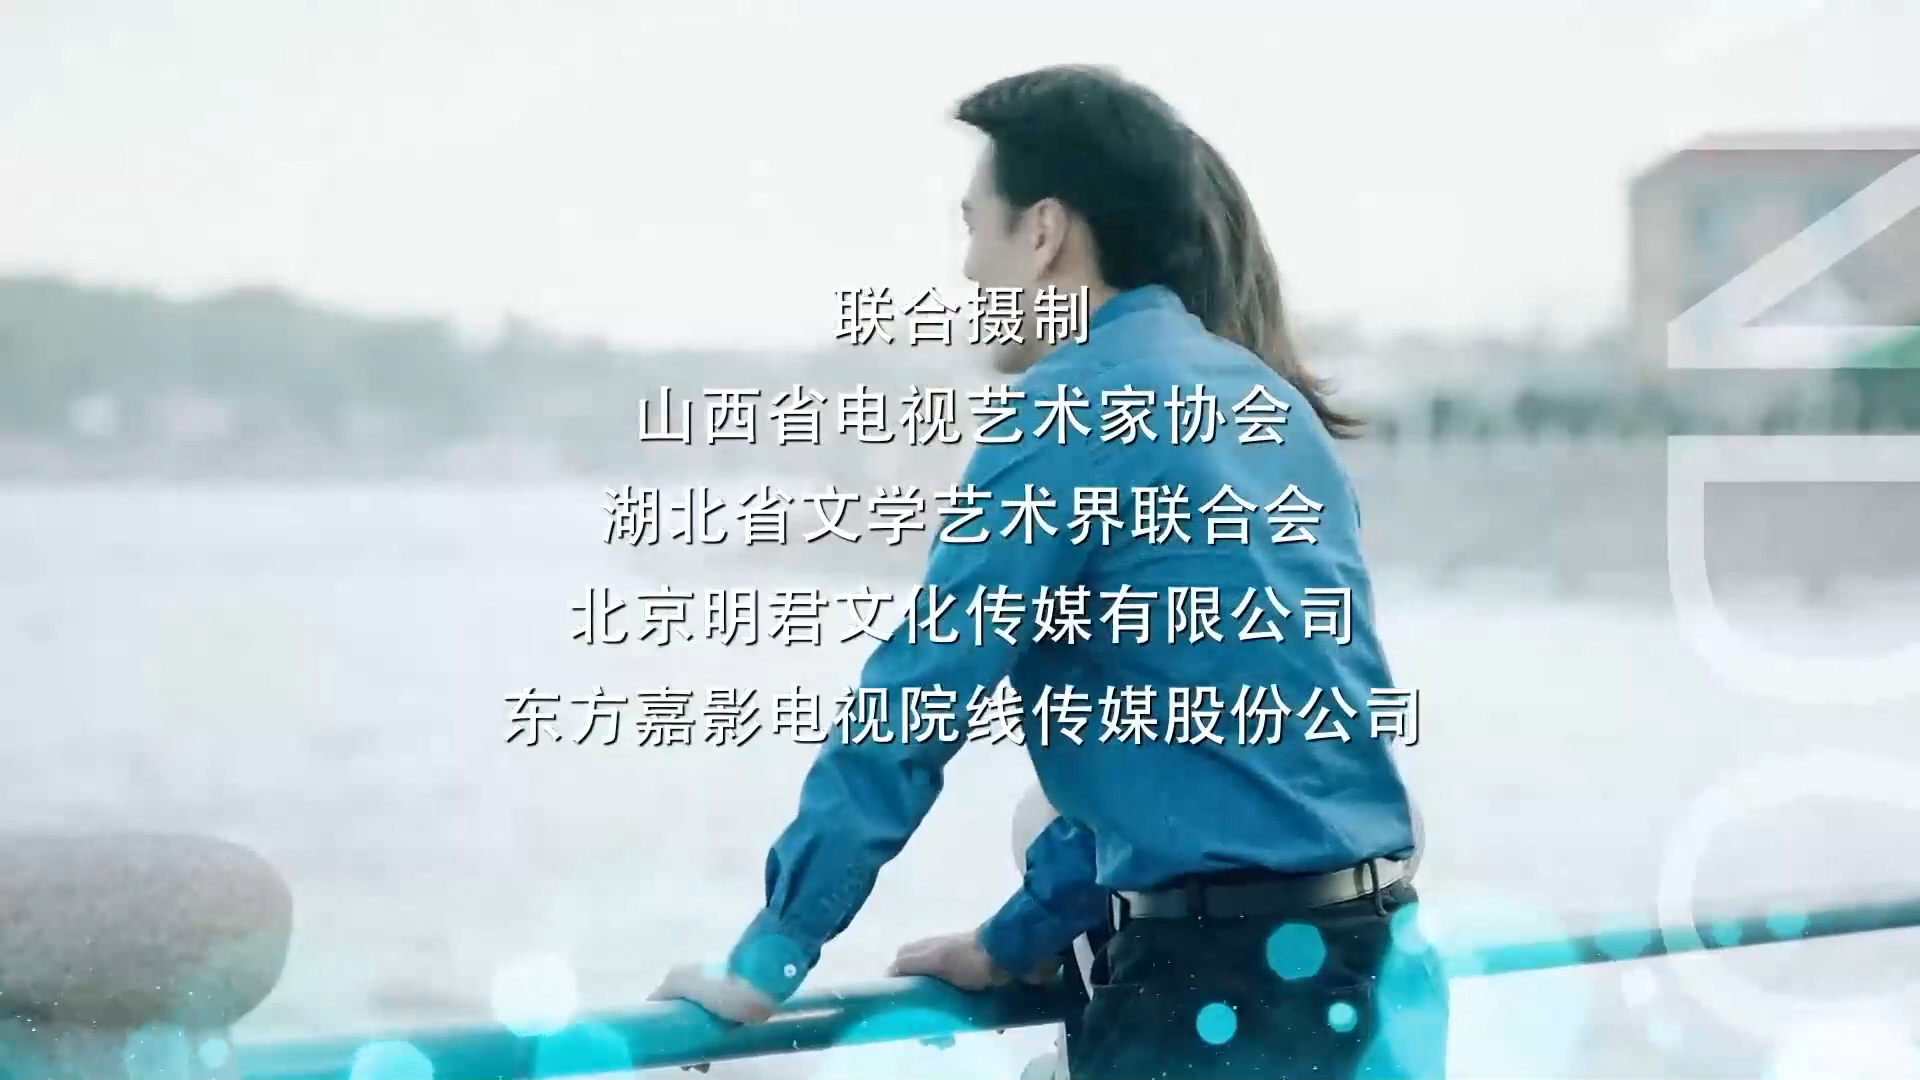 联合摄制
山西省电视艺术家协会
湖北省文学艺术界联合会
北京明君文化传媒有限公司
东方嘉影电视院线传媒股份公司